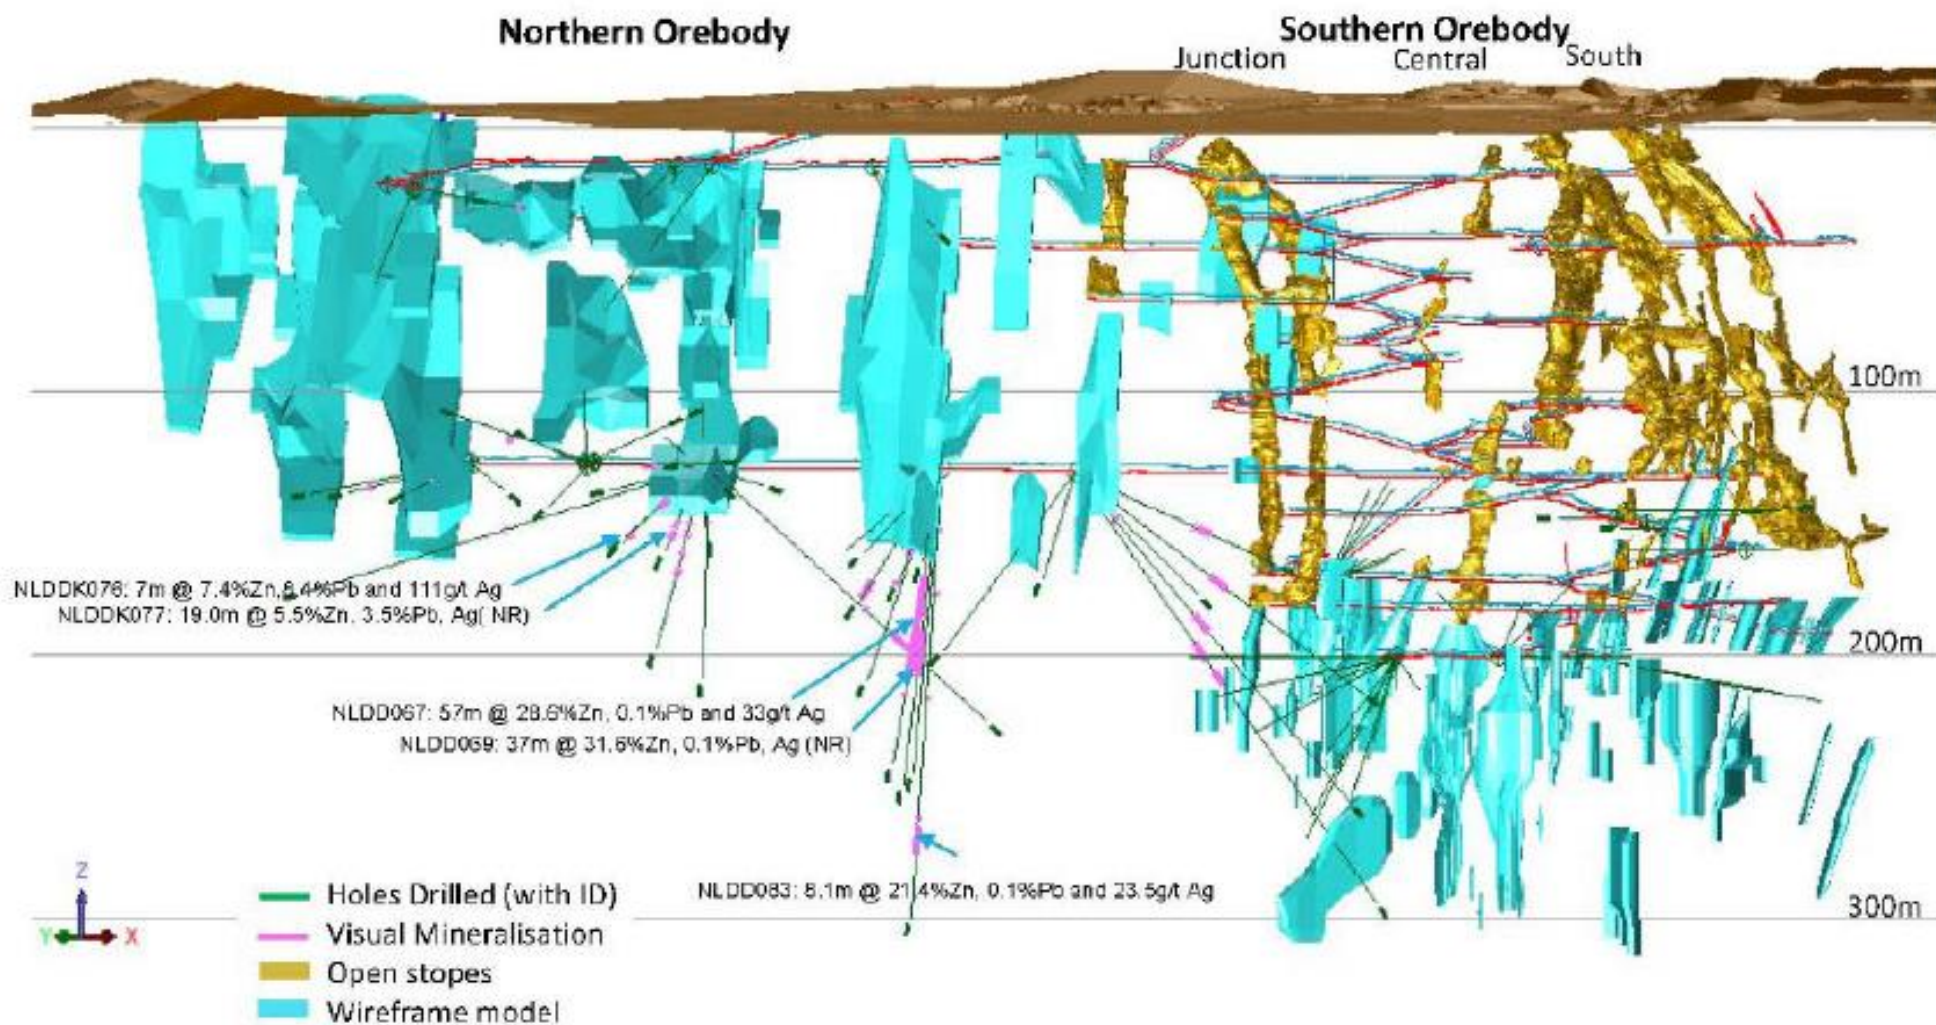 Northern Orebody
Southern Orebody
Junction
Central
South
100m
NLDDK076: 7m @ 7.4%Zn, 6.4%Pb and 111g/t Ag
NLDDK077: 19.0m @ 5.5%Zn, 3.5%Pb, Ag( NR)
200m
NLDD067: 57m @ 28.6%Zn, 0.1%Pb and 33g/t Ag
NLDD069: 37m @ 31.6%Zn, 0.1%Pb, Ag (NR)
NLDD083: 8.1m @ 21.4%Zn, 0.1%Pb and 23.5g/t Ag
300m
Z
Y X
Holes Drilled (with ID)
Visual Mineralisation
Open stopes
Wireframe model